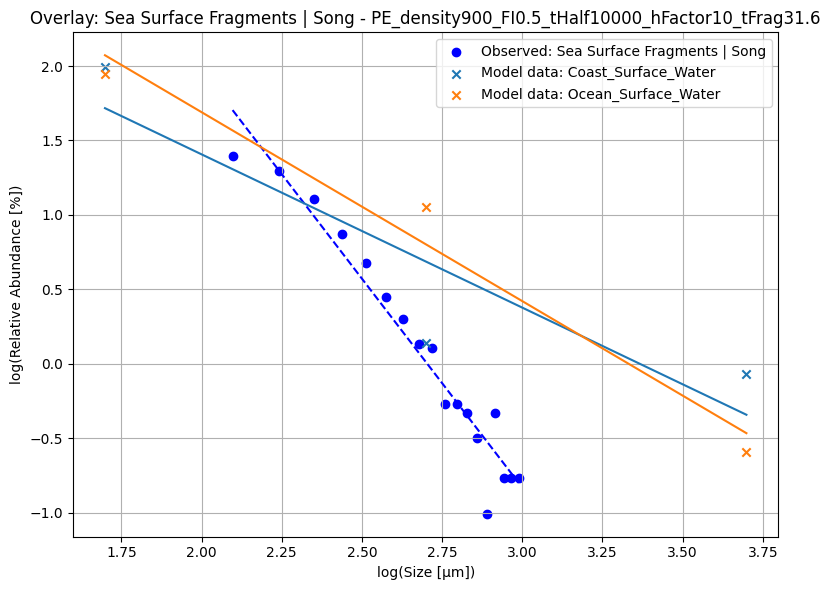 Overlay: Sea Surface Fragments | Song - PE_density900_FI0.5_tHalf10000_hFactor10_tFrag31.6
Observed: Sea Surface Fragments | Song
Model data: Coast_Surface_Water
Model data: Ocean_Surface_Water
log(Relative Abundance [%])
2.0
1.5
1.0
0.5
0.0
−0.5
−1.0
1.75 2.00 2.25 2.50 2.75 3.00 3.25 3.50 3.75
log(Size [μm])